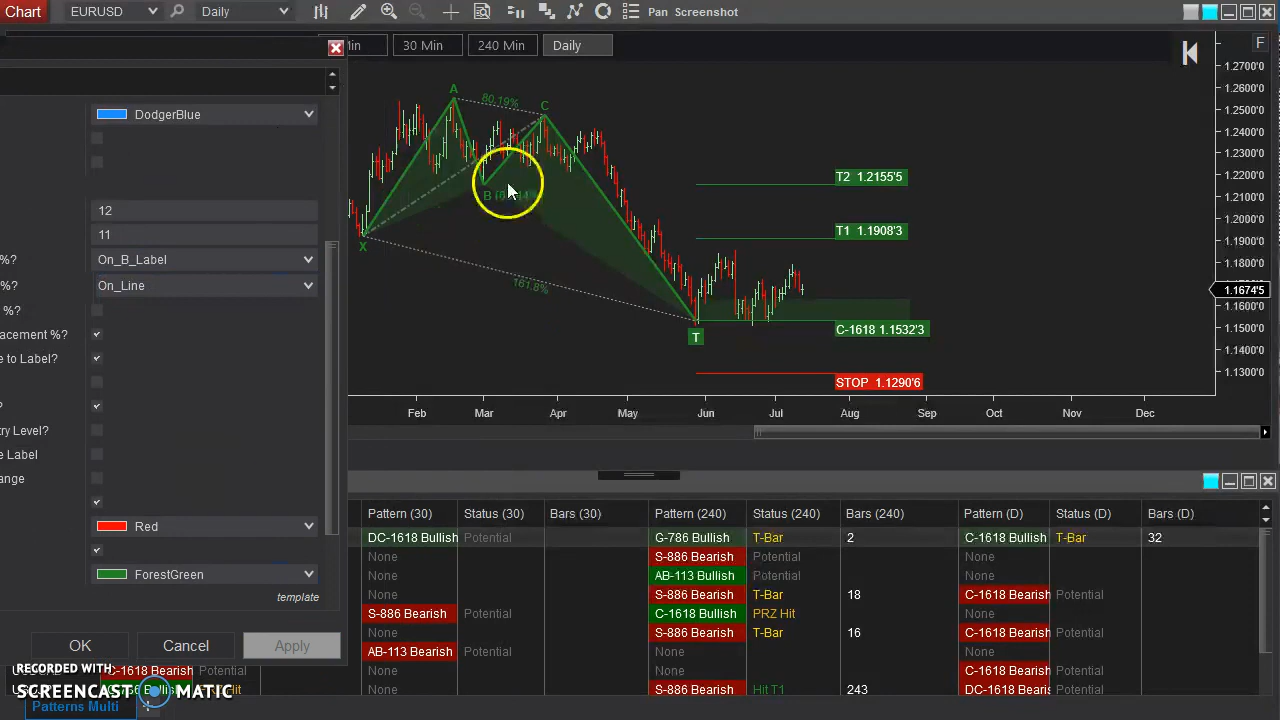 Chart
EURUSD
Daily
Pan Screenshot
30 Min
240 Min
Daily
F
DodgerBlue
12
11
%?
On_B_Label
%?
On_Line
%?
acement %?
e to Label?
?
try Level?
e Label
ange
Red
ForestGreen
template
OK
Cancel
Apply
A
80.19%
C
B
X
161.8%
T
T2 1.2155'5
T1 1.1908'3
C-1618 1.1532'3
STOP 1.1290'6
1.2700'0
1.2600'0
1.2500'0
1.2400'0
1.2300'0
1.2200'0
1.2100'0
1.2000'0
1.1900'0
1.1800'0
1.1674'5
1.1600'0
1.1500'0
1.1400'0
1.1300'0
Feb Mar Apr May Jun Jul Aug Sep Oct Nov Dec
Pattern (30) Status (30) Bars (30) Pattern (240) Status (240) Bars (240) Pattern (D) Status (D) Bars (D)
DC-1618 Bullish Potential G-786 Bullish T-Bar 2 C-1618 Bullish T-Bar 32
None S-886 Bearish Potential None
None AB-113 Bullish Potential None
None S-886 Bearish T-Bar 18 C-1618 Bearish Potential
S-886 Bearish Potential C-1618 Bullish PRZ Hit None
None S-886 Bearish T-Bar 16 C-1618 Bearish Potential
AB-113 Bearish Potential None None
C-1618 Bearish Potential None None C-1618 Bearish Potential
None S-886 Bearish Hit T1 243 DC-1618 Bearis Potential
RECORDED WITH:
SCREENCAST MATIC
Patterns Multi
+